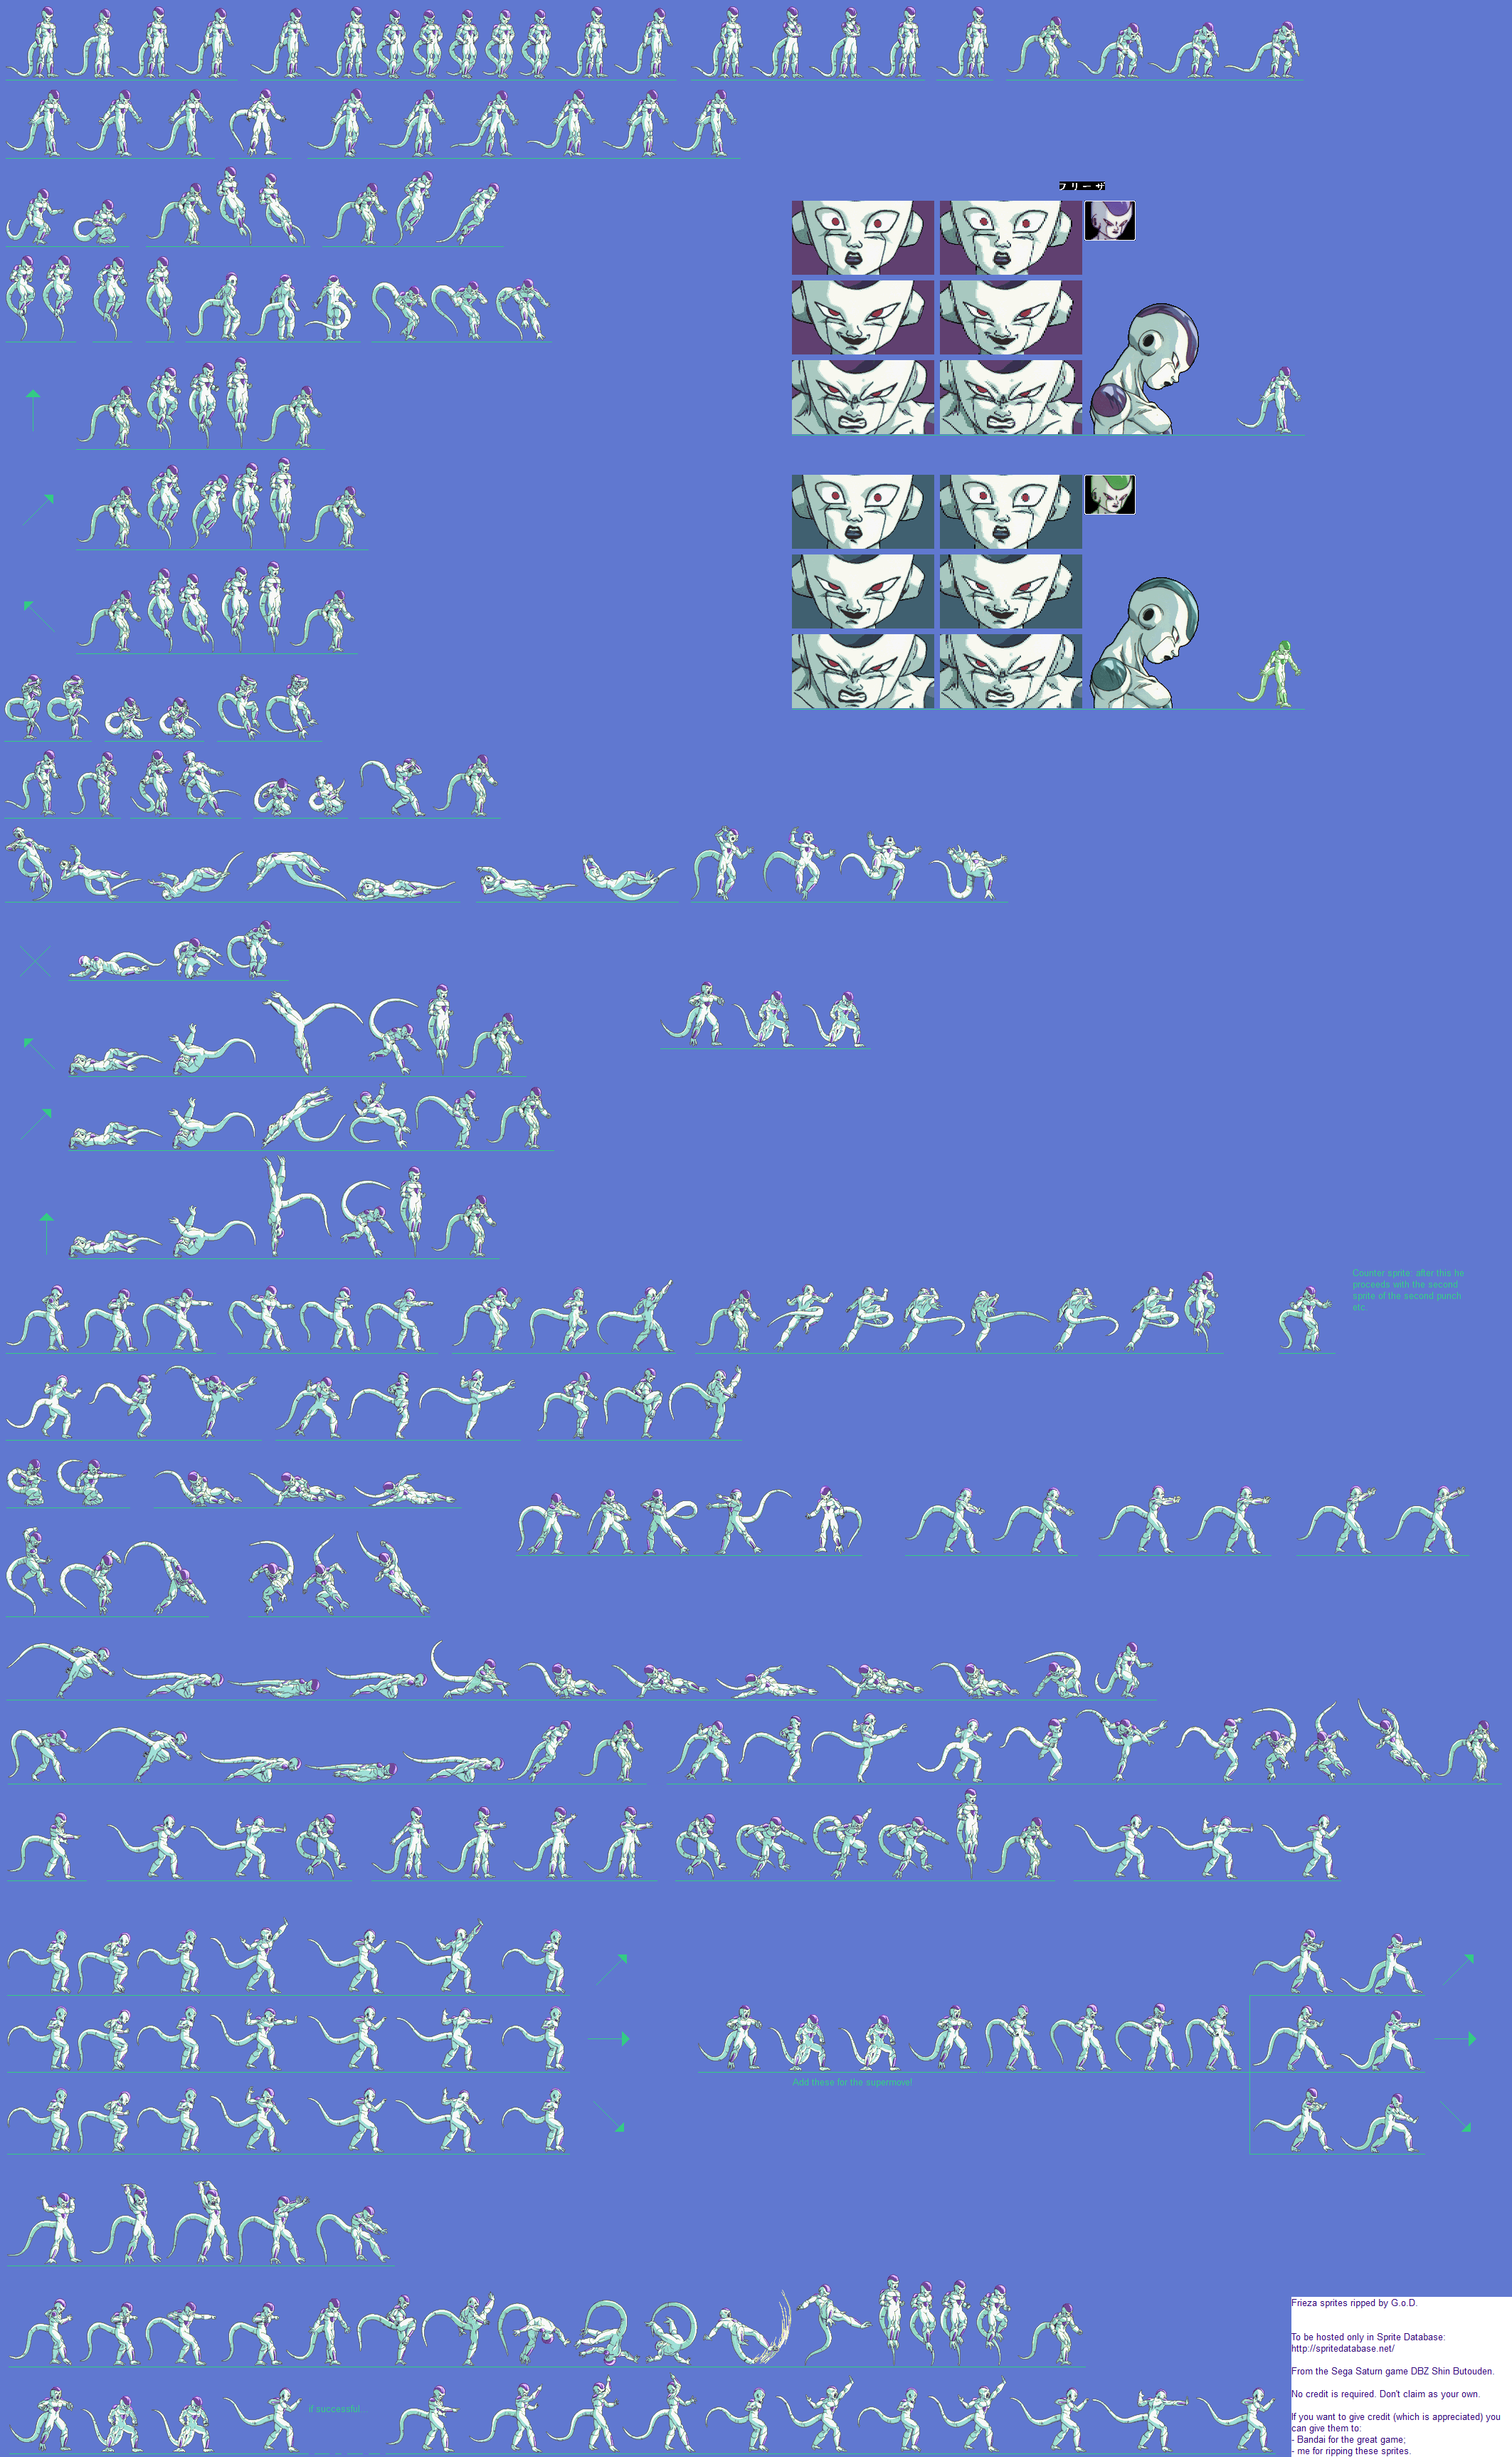 フリーザ
Counter sprite after this he
proceeds with the second
sprite of the second punch
etc.
Add these for the supermove!
if successful..
Frieza sprites ripped by G.o.D.
To be hosted only in Sprite Database:
http://spritedatabase.net/
From the Sega Saturn game DBZ Shin Butouden.
No credit is required. Don't claim as your own.
If you want to give credit (which is appreciated) you
can give them to:
- Bandai for the great game;
- me for ripping these sprites.